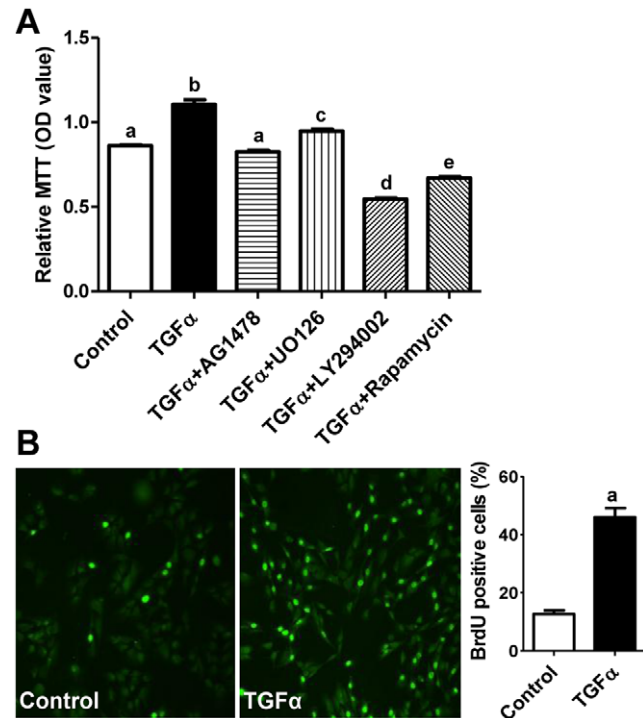 A
Relative MTT (OD value)
1.5
1.0
0.5
0.0
a
b
a
c
d
e
Control
TGFα
TGFα+AG1478
TGFα+UO126
TGFα+LY294002
TGFα+Rapamycin
B
Control
TGFα
BrdU positive cells (%)
60
40
20
0
a
Control
TGFα